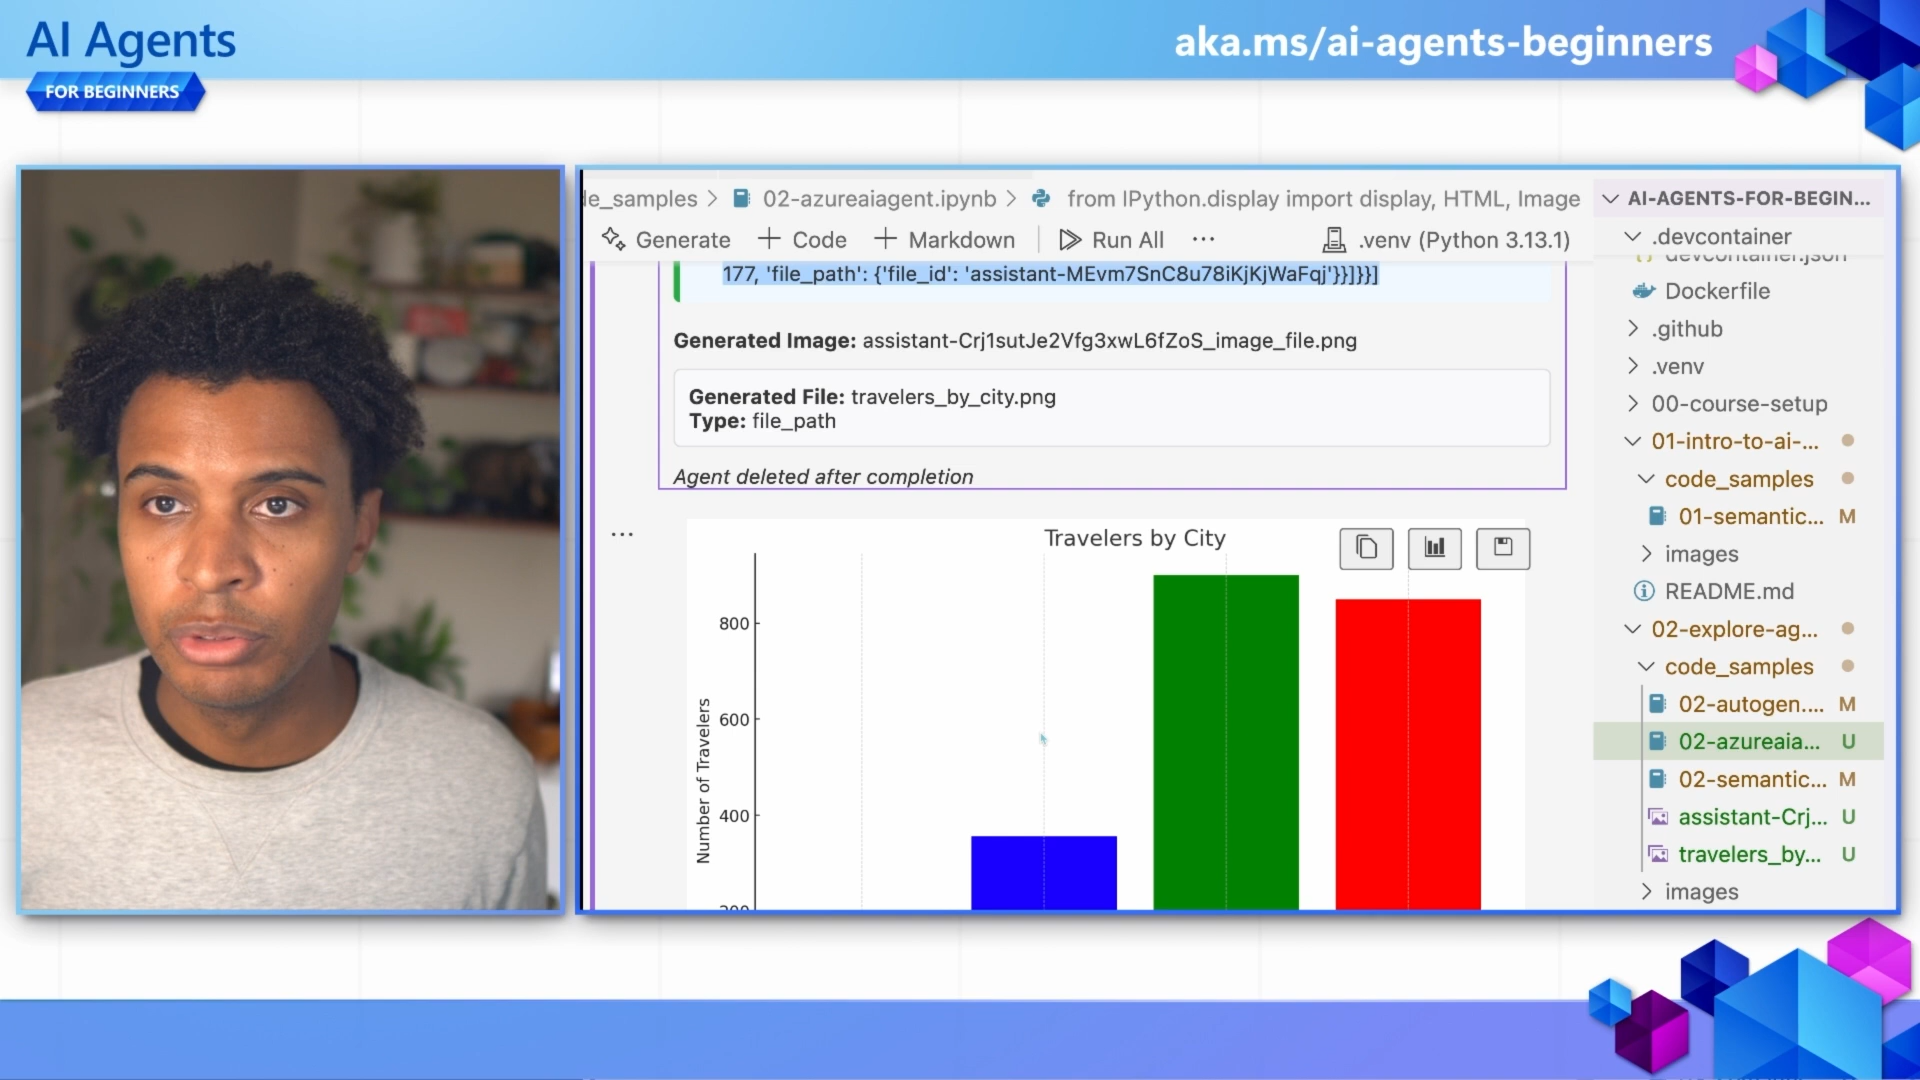 AI Agents
FOR BEGINNERS
aka.ms/ai-agents-beginners
de_samples > 02-azureaiagent.ipynb > from IPython.display import display, HTML, Image
Generate + Code + Markdown Run All ... .venv (Python 3.13.1)
177, 'file_path': {'file_id': 'assistant-MEvm7SnC8u78iKjKjWaFqj'}}]}}]
Generated Image: assistant-Crj1sutJe2Vfg3xwL6fZoS_image_file.png
Generated File: travelers_by_city.png
Type: file_path
Agent deleted after completion
...
Travelers by City
Number of Travelers
800
600
400
200
AI-AGENTS-FOR-BEGIN...
.devcontainer
devcontainer.json
Dockerfile
.github
.venv
00-course-setup
01-intro-to-ai-...
code_samples
01-semantic... M
images
README.md
02-explore-ag...
code_samples
02-autogen.... M
02-azureaia... U
02-semantic... M
assistant-Crj... U
travelers_by... U
images